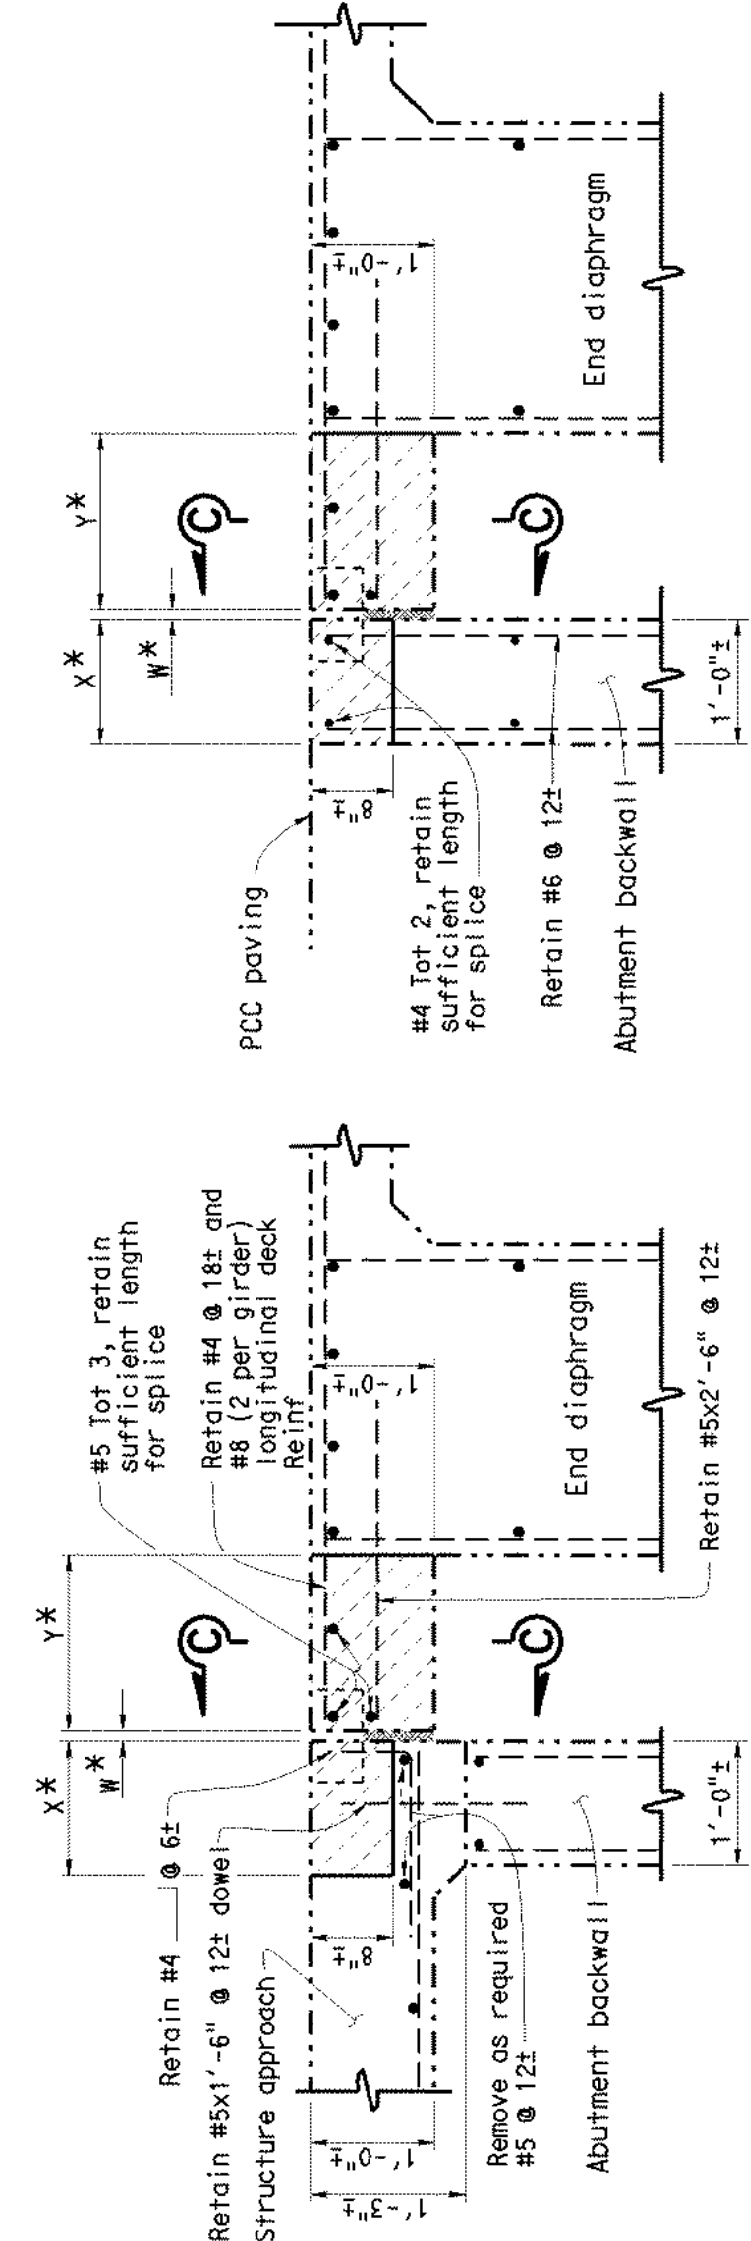 X*
Y*
W*
C
C
#5 Tot 3, retain
sufficient length
for splice
Retain #4 @ 18± and
#8 (2 per girder)
longitudinal deck
Reinf
Retain #4 @ 6±
Retain #5x1'-6" @ 12± dowel
Structure approach
8"±
1'-0"±
1'-3"±
1'-0"±
End diaphragm
Remove as required
#5 @ 12±
Abutment backwall
1'-0"±
Retain #5x2'-6" @ 12±
X*
Y*
W*
C
C
PCC paving
8"±
1'-0"±
#4 Tot 2, retain
sufficient length
for splice
Retain #6 @ 12±
Abutment backwall
End diaphragm
1'-0"±